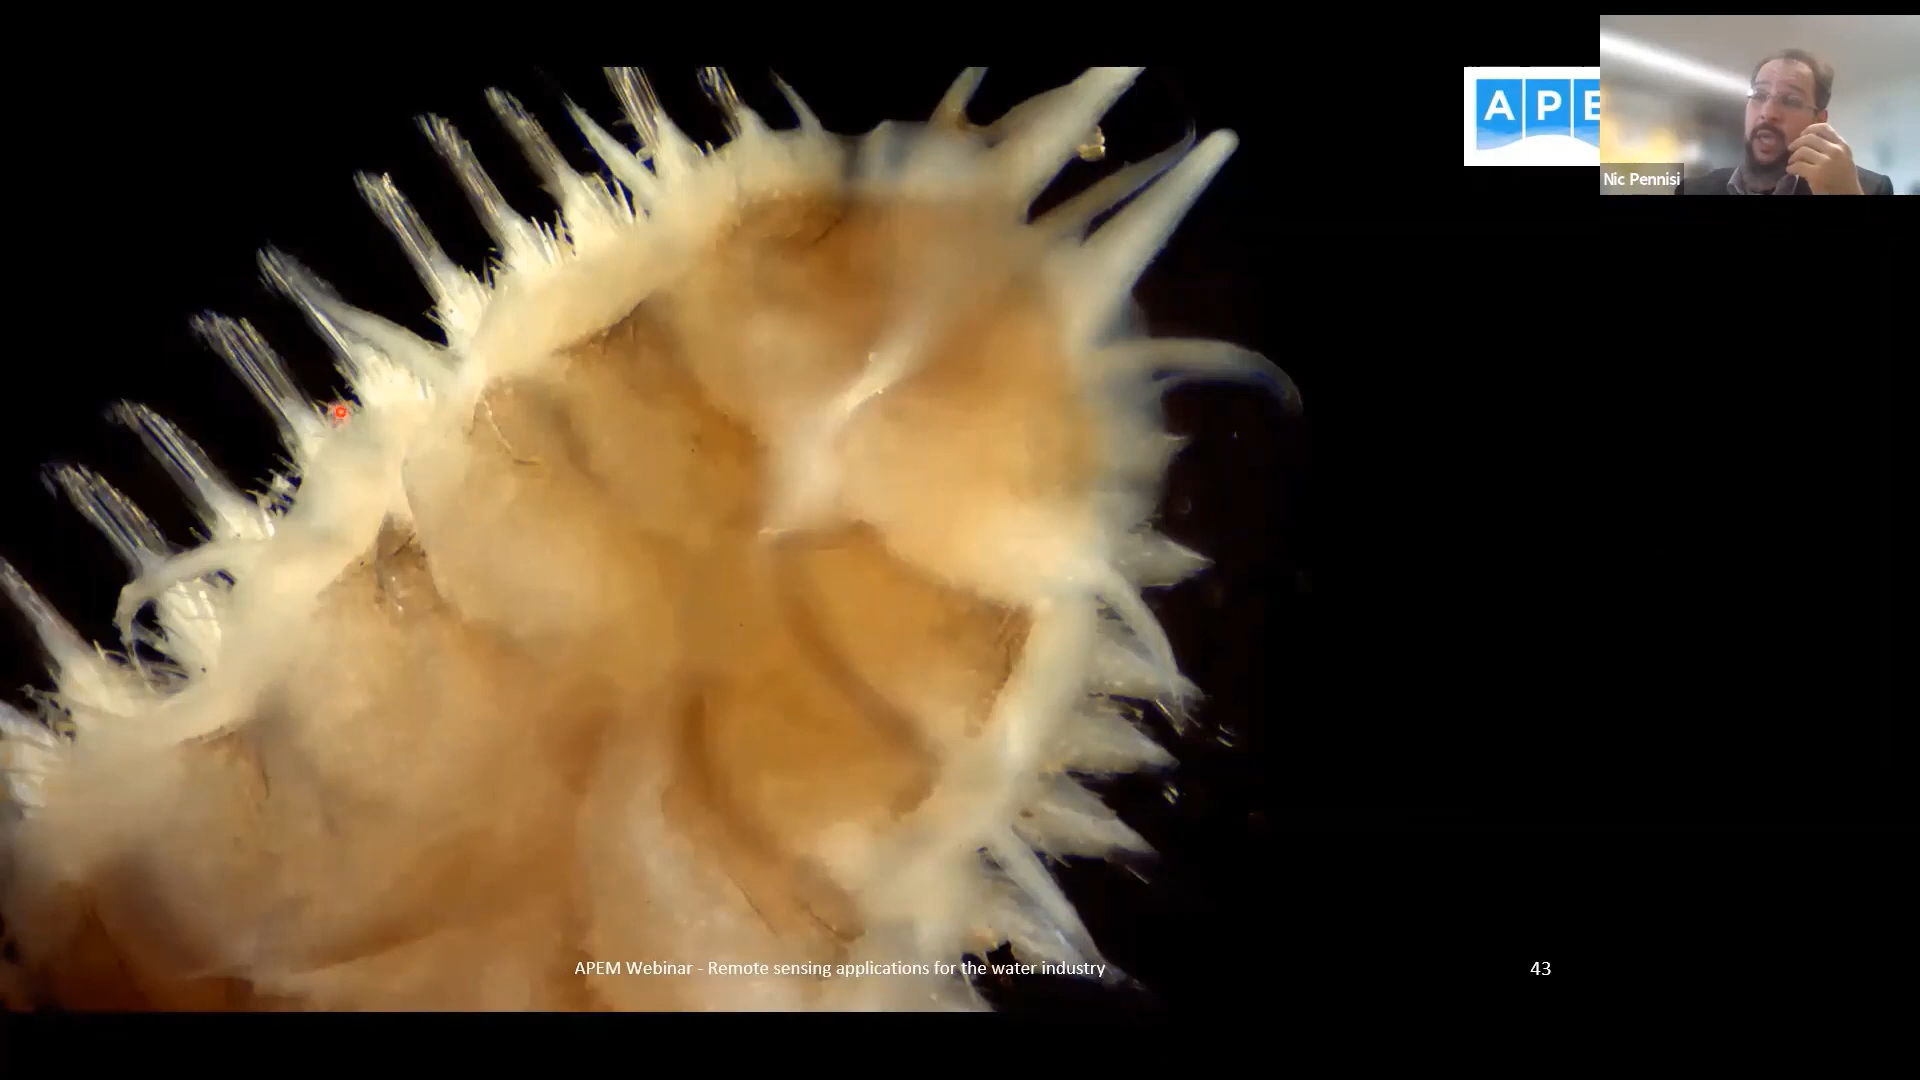 APE
Nic Pennisi
APEM Webinar - Remote sensing applications for the water industry
43